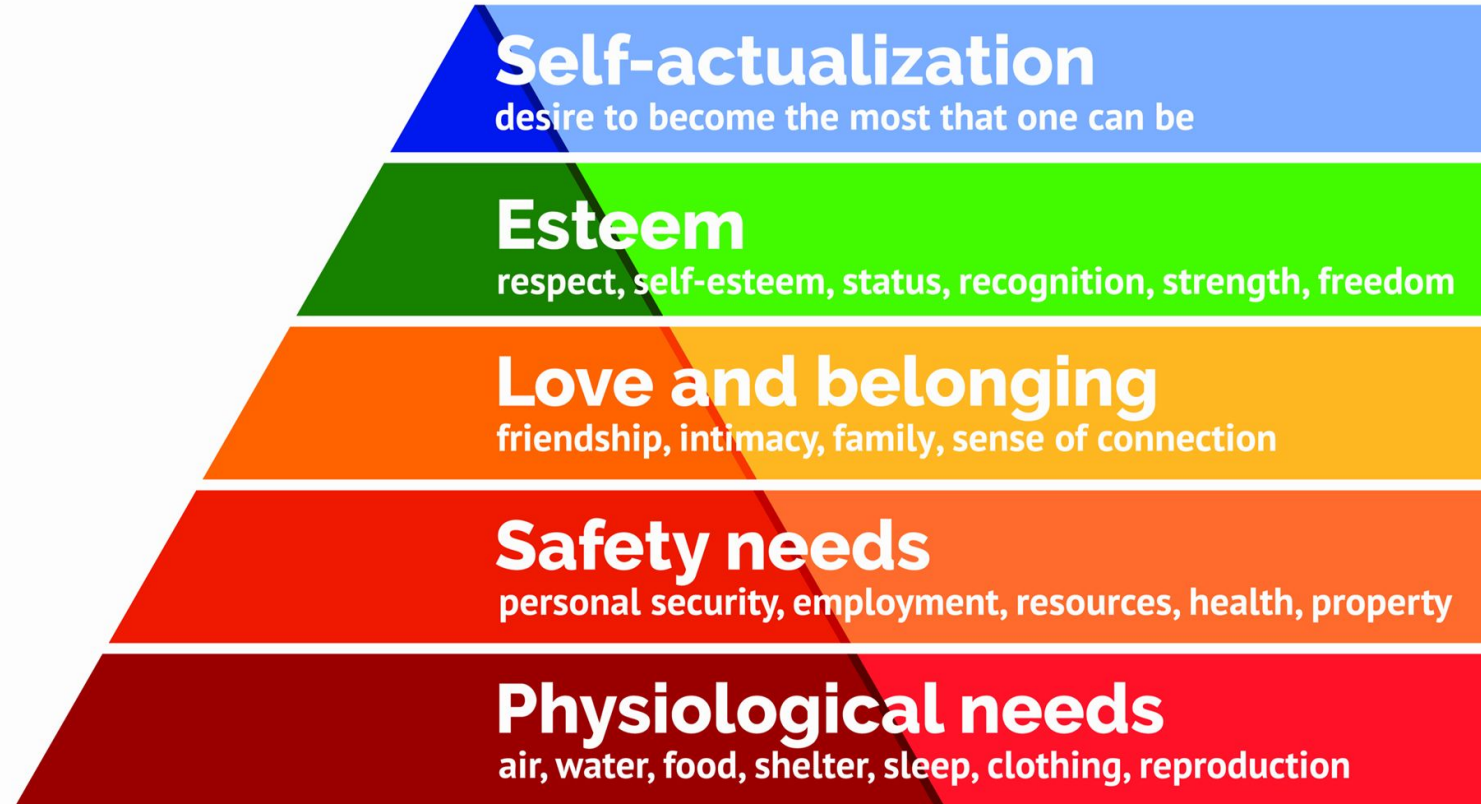 Self-actualization
desire to become the most that one can be
Esteem
respect, self-esteem, status, recognition, strength, freedom
Love and belonging
friendship, intimacy, family, sense of connection
Safety needs
personal security, employment, resources, health, property
Physiological needs
air, water, food, shelter, sleep, clothing, reproduction